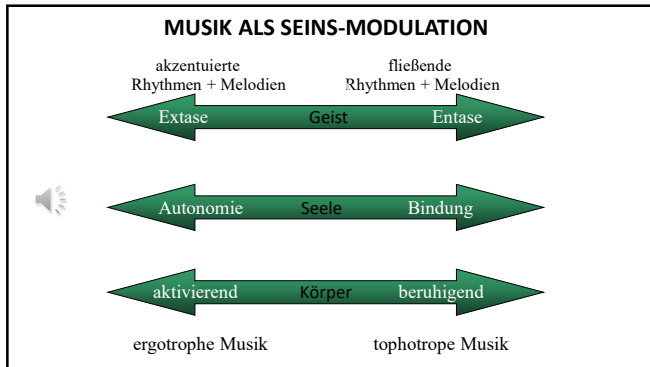 MUSIK ALS SEINS-MODULATION
akzentuierte
Rhythmen + Melodien
fließende
Rhythmen + Melodien
Extase Geist Entase
Autonomie Seele Bindung
aktivierend Körper beruhigend
ergotrophe Musik tophotrope Musik